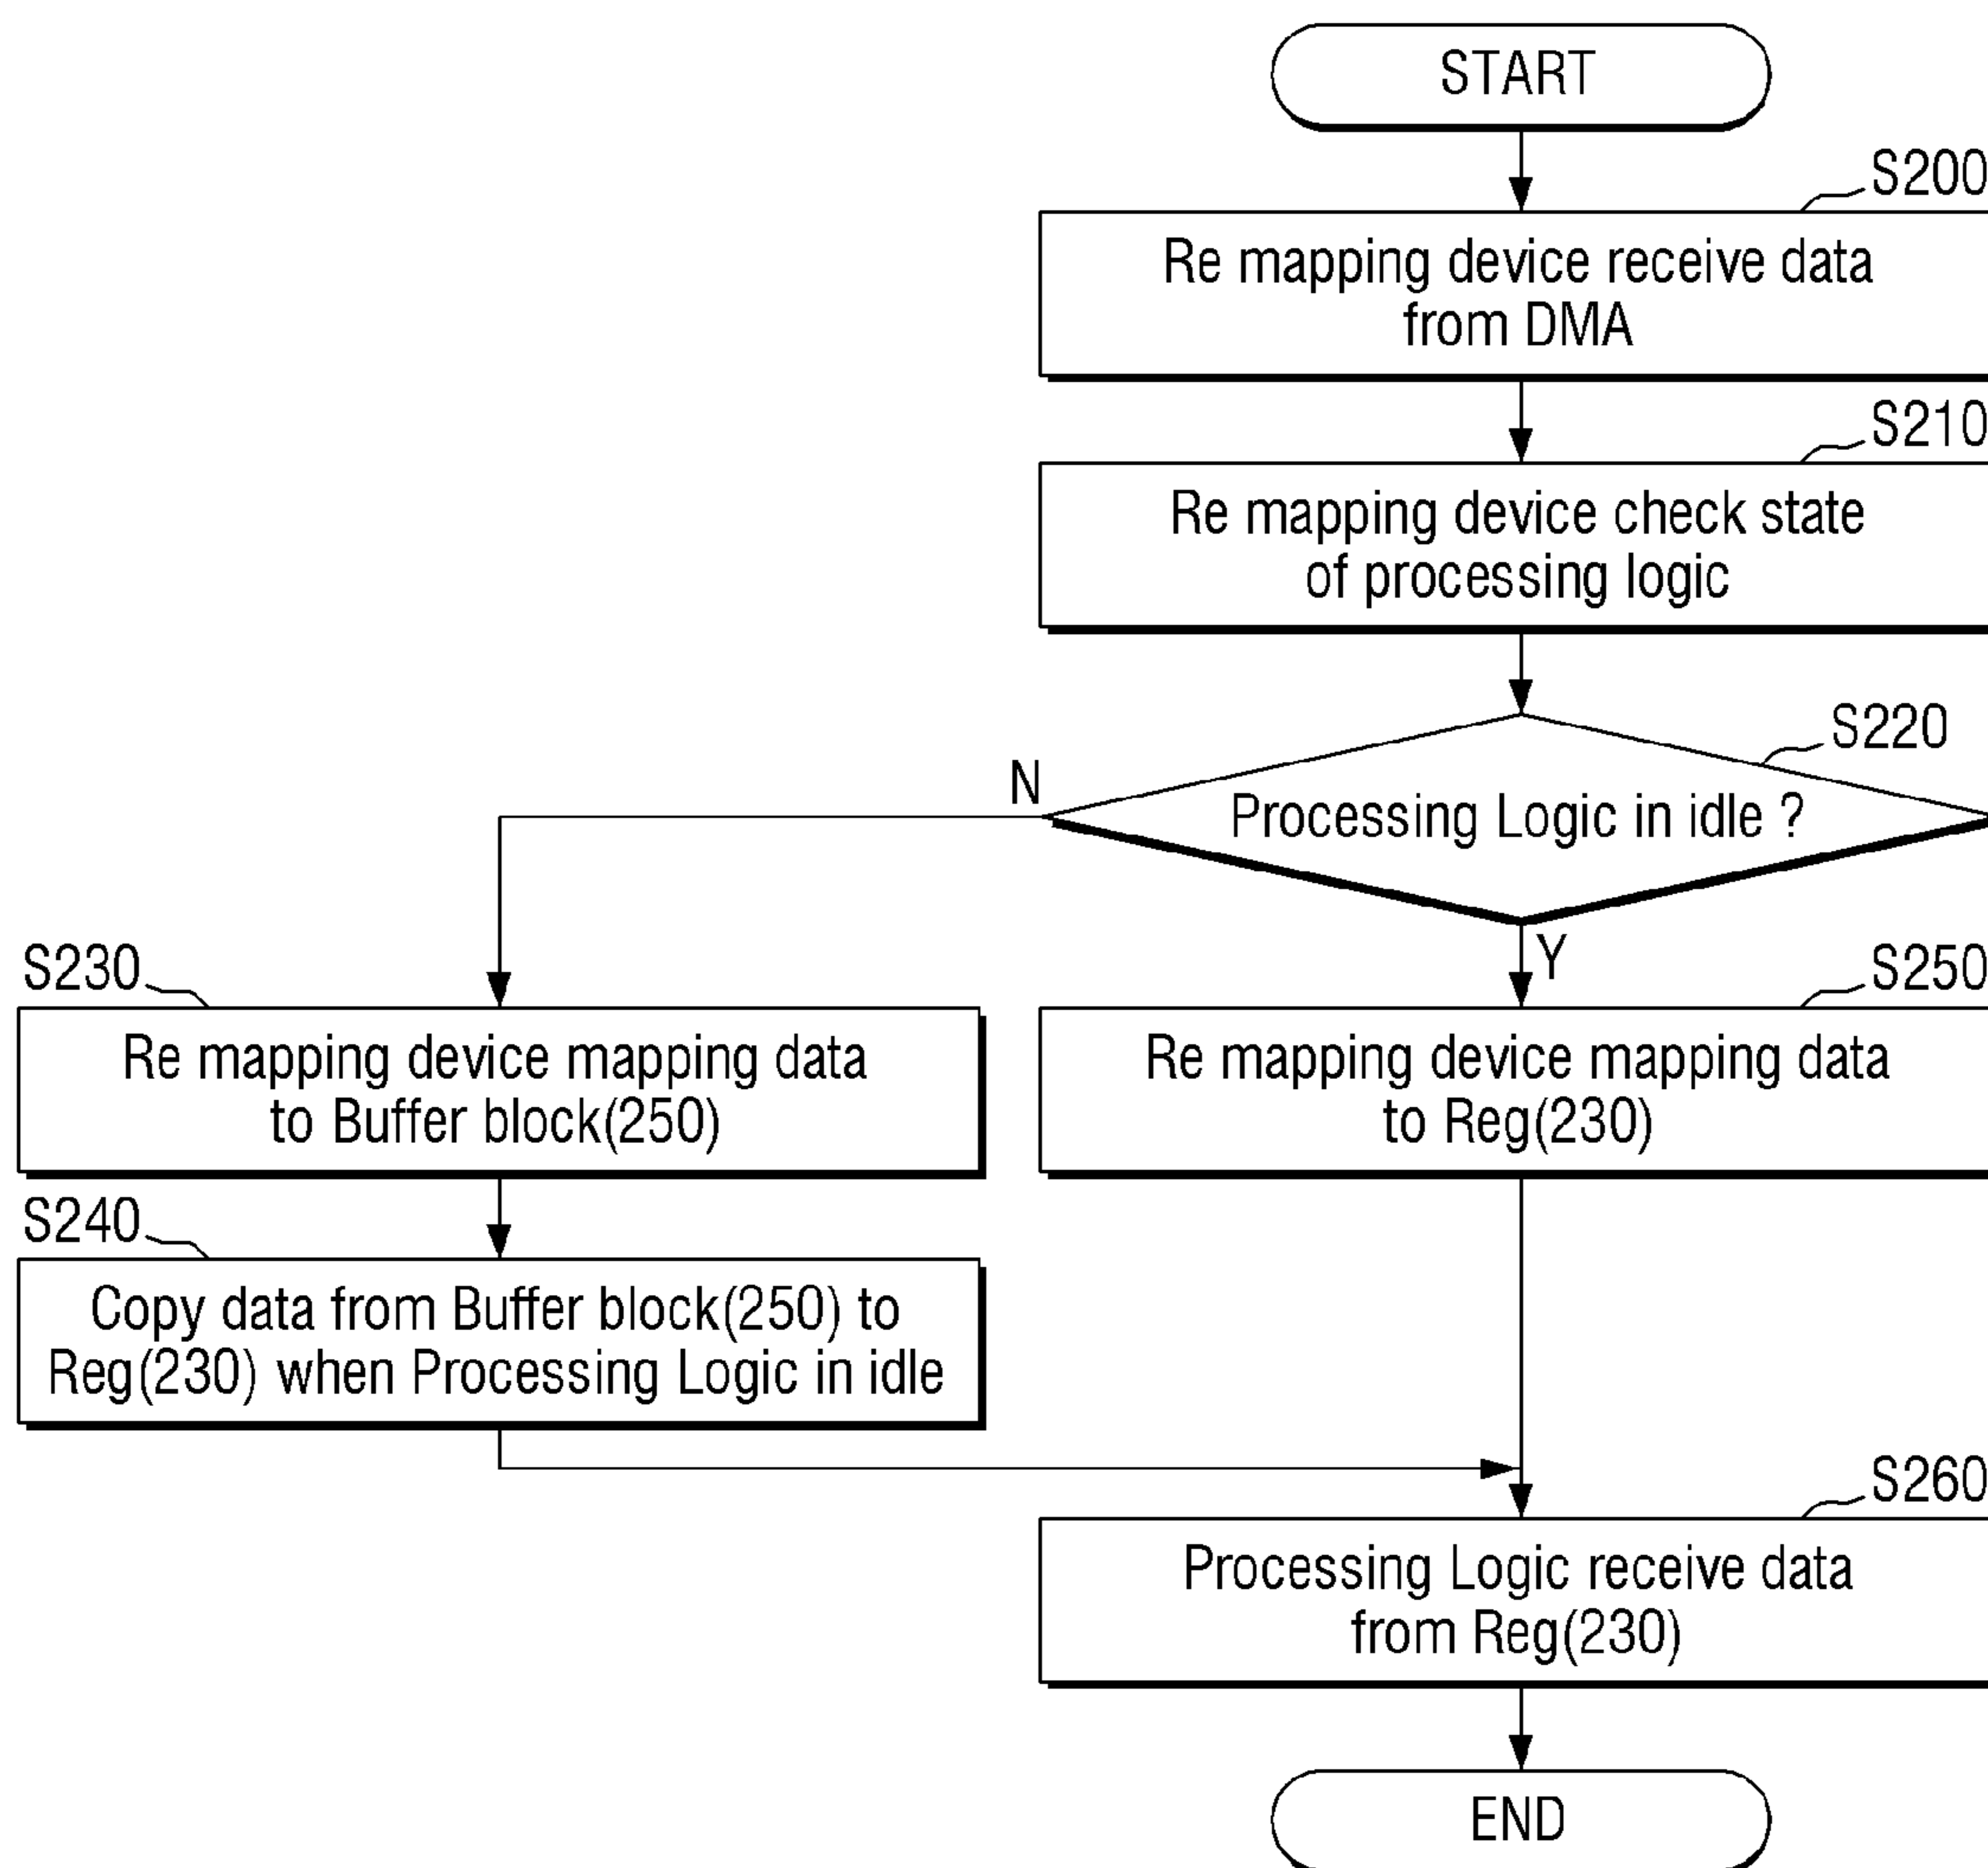 START
S200
Re mapping device receive data
from DMA
S210
Re mapping device check state
of processing logic
S220
Processing Logic in idle ?
N
Y
S230
Re mapping device mapping data
to Buffer block(250)
S250
Re mapping device mapping data
to Reg(230)
S240
Copy data from Buffer block(250) to
Reg(230) when Processing Logic in idle
S260
Processing Logic receive data
from Reg(230)
END